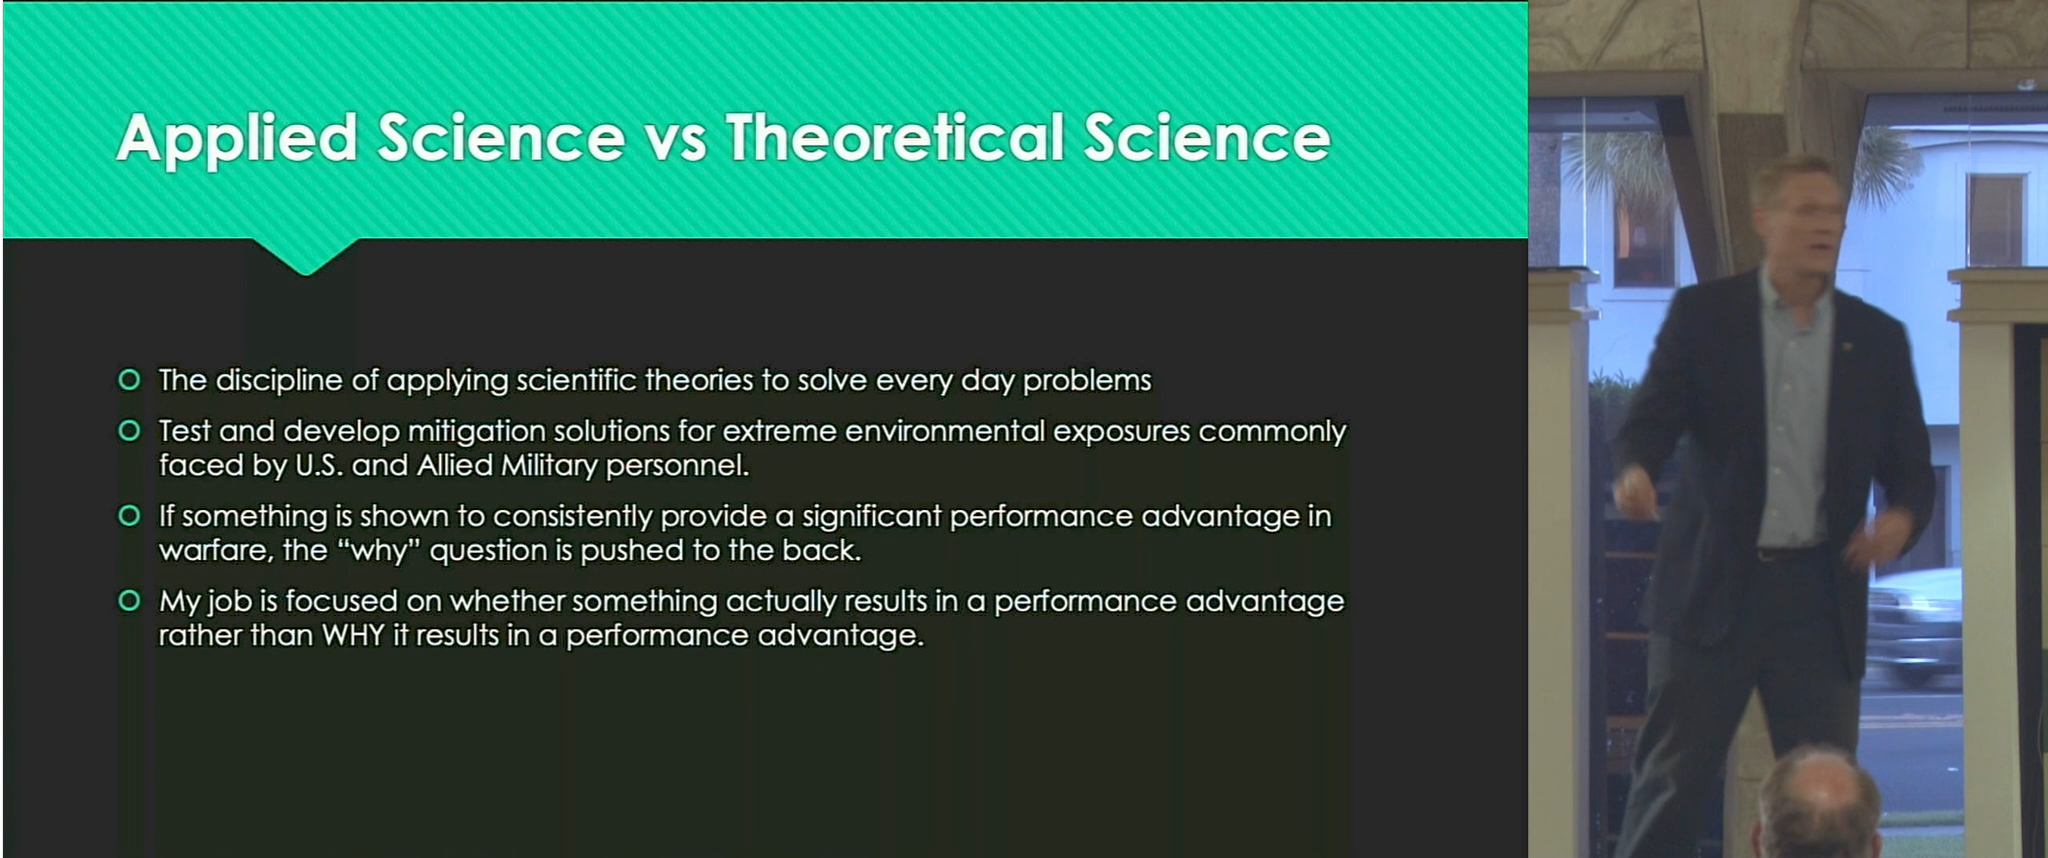 Applied Science vs Theoretical Science
The discipline of applying scientific theories to solve every day problems
Test and develop mitigation solutions for extreme environmental exposures commonly
faced by U.S. and Allied Military personnel.
If something is shown to consistently provide a significant performance advantage in
warfare, the “why” question is pushed to the back.
My job is focused on whether something actually results in a performance advantage
rather than WHY it results in a performance advantage.